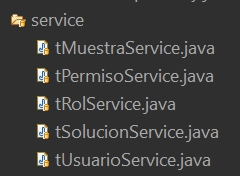 service
tMuestraService.java
tPermisoService.java
tRolService.java
tSolucionService.java
tUsuarioService.java